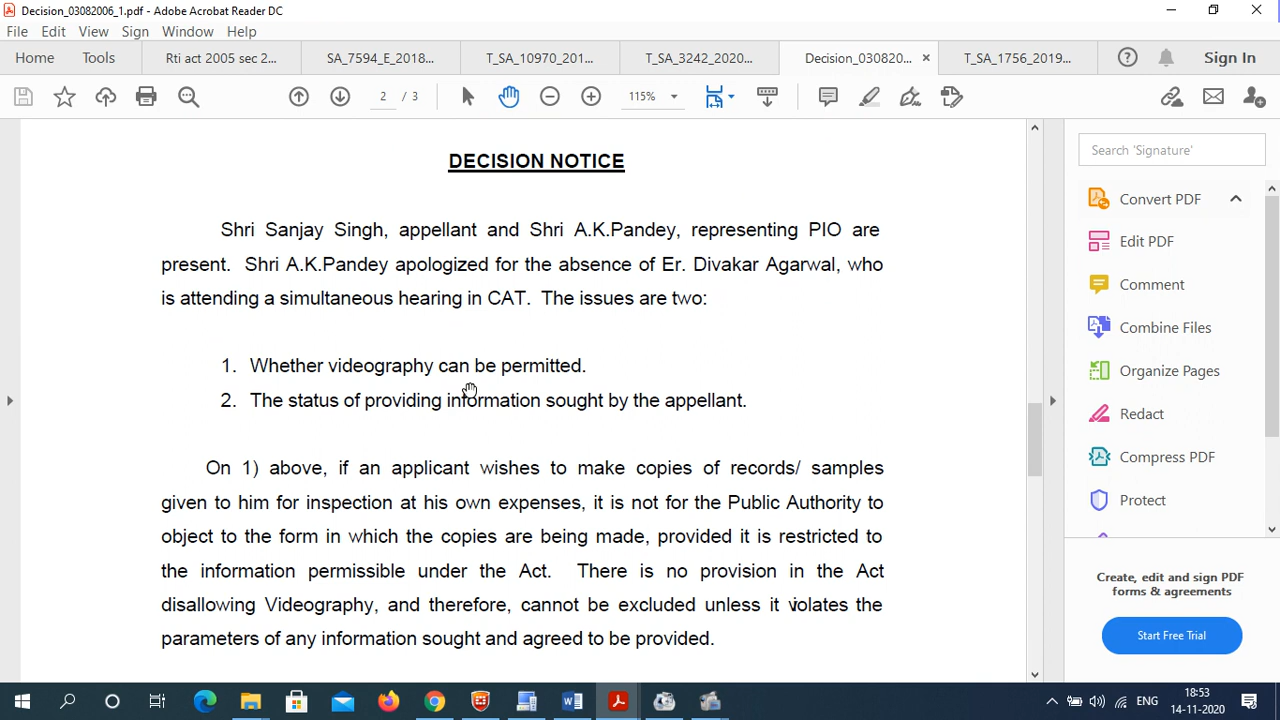 Decision_03082006_1.pdf - Adobe Acrobat Reader DC
File Edit View Sign Window Help
Home Tools Rti act 2005 sec 2... SA_7594_E_2018... T_SA_10970_201... T_SA_3242_2020... Decision_030820... T_SA_1756_2019... Sign In
2 / 3 115%
DECISION NOTICE
Shri Sanjay Singh, appellant and Shri A.K.Pandey, representing PIO are
present. Shri A.K.Pandey apologized for the absence of Er. Divakar Agarwal, who
is attending a simultaneous hearing in CAT. The issues are two:
1. Whether videography can be permitted.
2. The status of providing information sought by the appellant.
On 1) above, if an applicant wishes to make copies of records/ samples
given to him for inspection at his own expenses, it is not for the Public Authority to
object to the form in which the copies are being made, provided it is restricted to
the information permissible under the Act. There is no provision in the Act
disallowing Videography, and therefore, cannot be excluded unless it violates the
parameters of any information sought and agreed to be provided.
Search 'Signature'
Convert PDF
Edit PDF
Comment
Combine Files
Organize Pages
Redact
Compress PDF
Protect
Create, edit and sign PDF
forms & agreements
Start Free Trial
ENG
18:53
14-11-2020